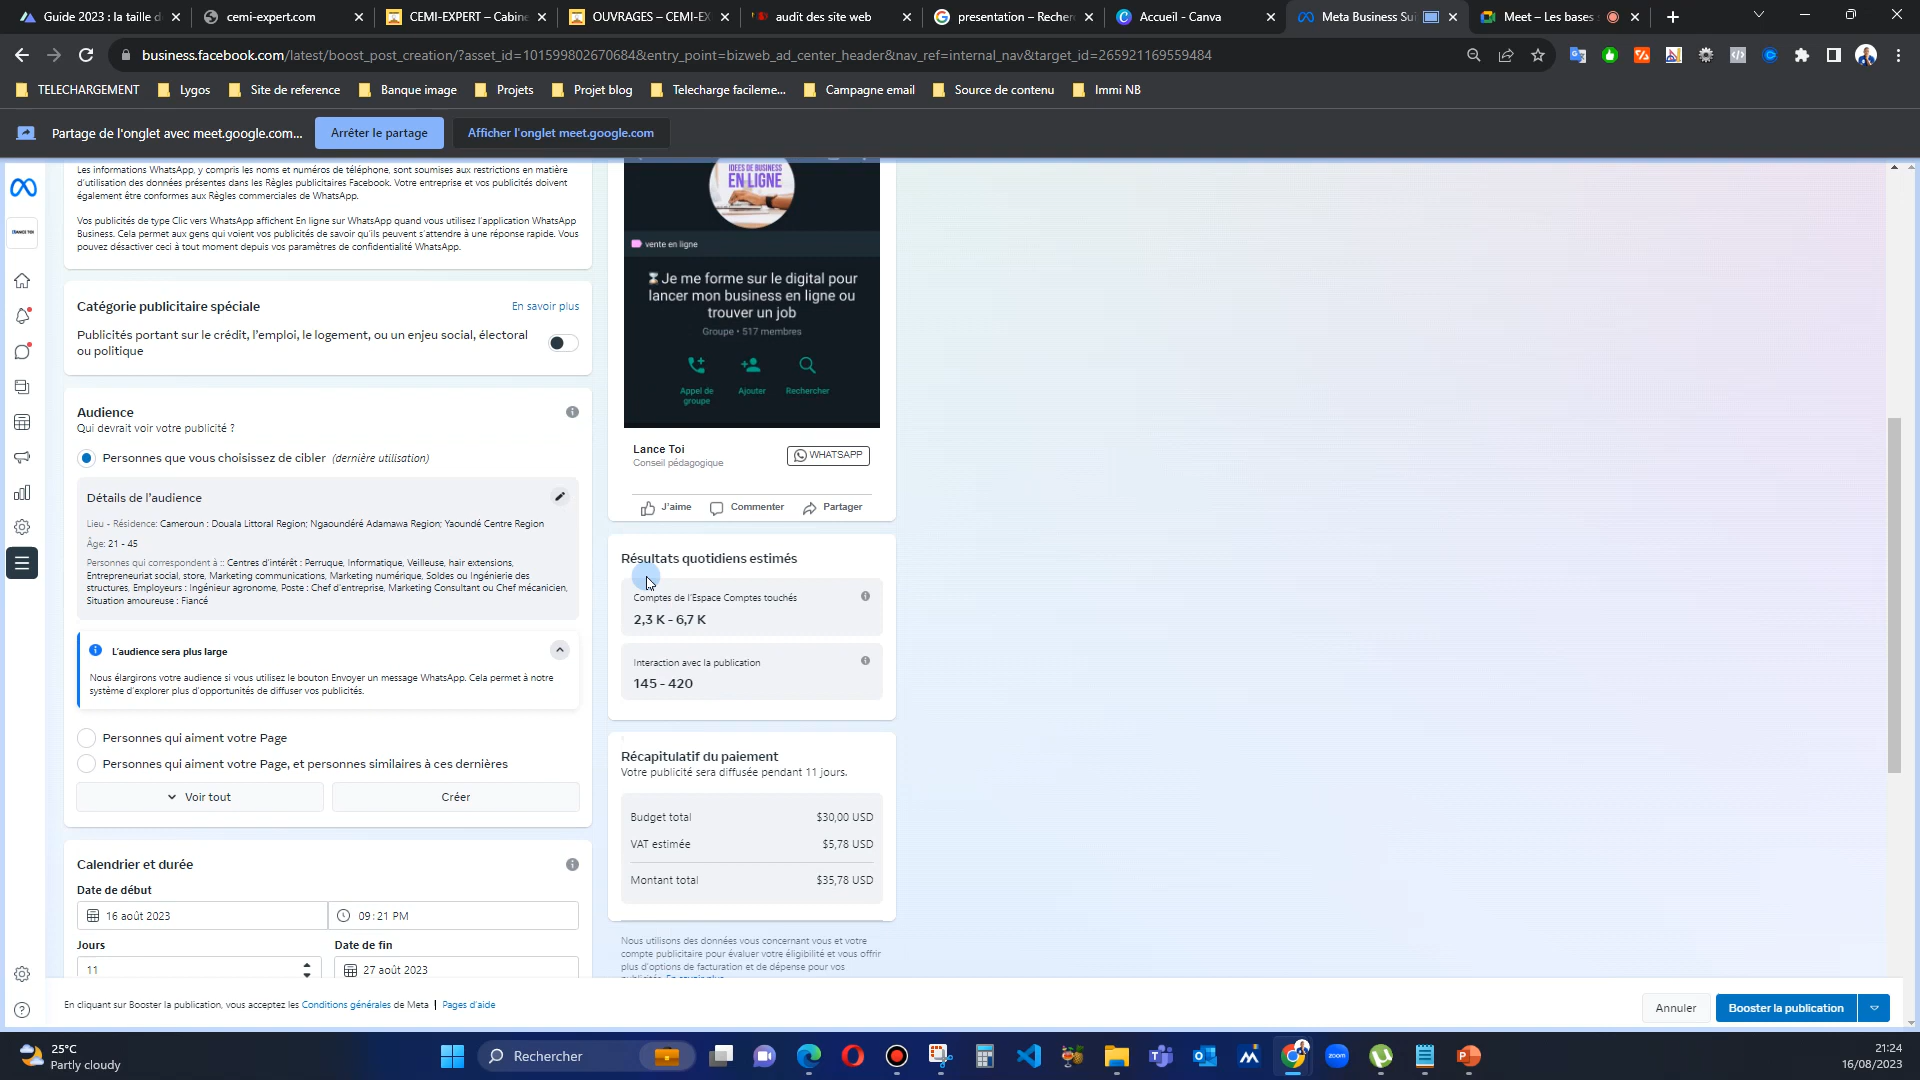 Guide 2023 : la taille d
cemi-expert.com
CEMI-EXPERT – Cabine
OUVRAGES – CEMI-EX
audit des site web
presentation – Recher
Accueil - Canva
Meta Business Sui
Meet – Les bases
business.facebook.com/latest/boost_post_creation/?asset_id=101599802670684&entry_point=bizweb_ad_center_header&nav_ref=internal_nav&target_id=265921169559484
TELECHARGEMENT
Lygos
Site de reference
Banque image
Projets
Projet blog
Telecharge facileme...
Campagne email
Source de contenu
Immi NB
Partage de l'onglet avec meet.google.com...
Arrêter le partage
Afficher l'onglet meet.google.com
Les informations WhatsApp, y compris les noms et numéros de téléphone, sont soumises aux restrictions en matière
d'utilisation des données présentes dans les Règles publicitaires Facebook. Votre entreprise et vos publicités doivent
également être conformes aux Règles commerciales de WhatsApp.
Vos publicités de type Clic vers WhatsApp affichent En ligne sur WhatsApp quand vous utilisez l'application WhatsApp
Business. Cela permet aux gens qui voient vos publicités de savoir qu'ils peuvent s'attendre à une réponse rapide. Vous
pouvez désactiver ceci à tout moment depuis vos paramètres de confidentialité WhatsApp.
Catégorie publicitaire spéciale
En savoir plus
Publicités portant sur le crédit, l'emploi, le logement, ou un enjeu social, électoral
ou politique
Audience
Qui devrait voir votre publicité ?
Personnes que vous choisissez de cibler (dernière utilisation)
Détails de l'audience
Lieu - Résidence: Cameroun : Douala Littoral Region; Ngaoundéré Adamawa Region; Yaoundé Centre Region
Âge: 21 - 45
Personnes qui correspondent à :: Centres d'intérêt : Perruque, Informatique, Veilleuse, hair extensions,
Entrepreneuriat social, store, Marketing communications, Marketing numérique, Soldes ou Ingénierie des
structures, Employeurs : Ingénieur agronome, Poste : Chef d'entreprise, Marketing Consultant ou Chef mécanicien,
Situation amoureuse : Fiancé
L'audience sera plus large
Nous élargirons votre audience si vous utilisez le bouton Envoyer un message WhatsApp. Cela permet à notre
système d'explorer plus d'opportunités de diffuser vos publicités.
Personnes qui aiment votre Page
Personnes qui aiment votre Page, et personnes similaires à ces dernières
Voir tout
Créer
Calendrier et durée
Date de début
16 août 2023
09:21 PM
Jours
Date de fin
11
27 août 2023
IDEES DE BUSINESS
EN LIGNE
vente en ligne
⌛Je me forme sur le digital pour
lancer mon business en ligne ou
trouver un job
Groupe • 517 membres
Appel de
groupe
Ajouter
Rechercher
Lance Toi
Conseil pédagogique
WHATSAPP
J'aime
Commenter
Partager
Résultats quotidiens estimés
Comptes de l'Espace Comptes touchés
2,3 K - 6,7 K
Interaction avec la publication
145 - 420
Récapitulatif du paiement
Votre publicité sera diffusée pendant 11 jours.
Budget total $30,00 USD
VAT estimée $5,78 USD
Montant total $35,78 USD
Nous utilisons des données vous concernant vous et votre
compte publicitaire pour évaluer votre éligibilité et vous offrir
plus d'options de facturation et de dépense pour vos
En cliquant sur Booster la publication, vous acceptez les Conditions générales de Meta | Pages d'aide
Annuler
Booster la publication
25°C
Partly cloudy
Rechercher
zoom
21:24
16/08/2023